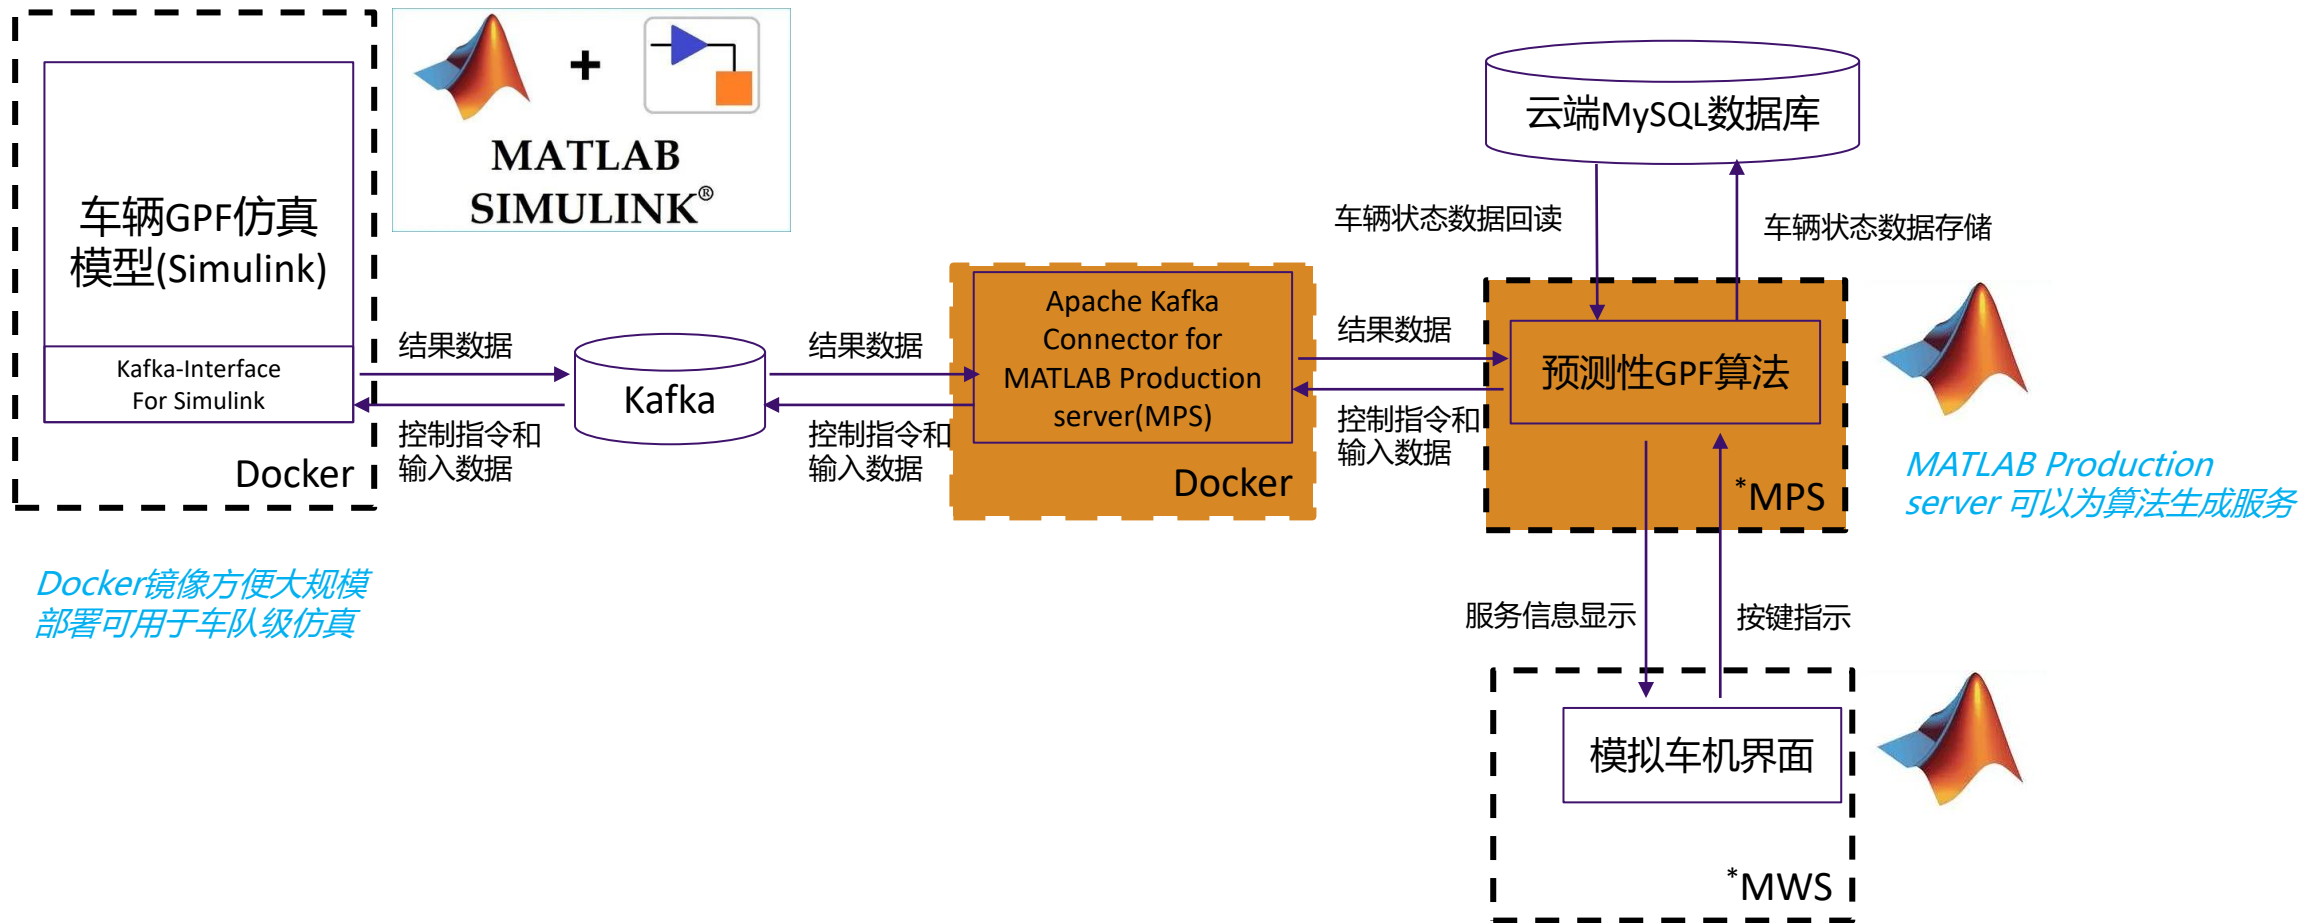 车辆GPF仿真
模型(Simulink)
Kafka-Interface
For Simulink
Docker
Docker镜像方便大规模
部署可用于车队级仿真
+
MATLAB
SIMULINK®
结果数据
控制指令和
输入数据
Kafka
结果数据
控制指令和
输入数据
Apache Kafka
Connector for
MATLAB Production
server(MPS)
Docker
结果数据
控制指令和
输入数据
云端MySQL数据库
车辆状态数据回读
车辆状态数据存储
预测性GPF算法
*MPS
MATLAB Production
server 可以为算法生成服务
服务信息显示
按键指示
模拟车机界面
*MWS